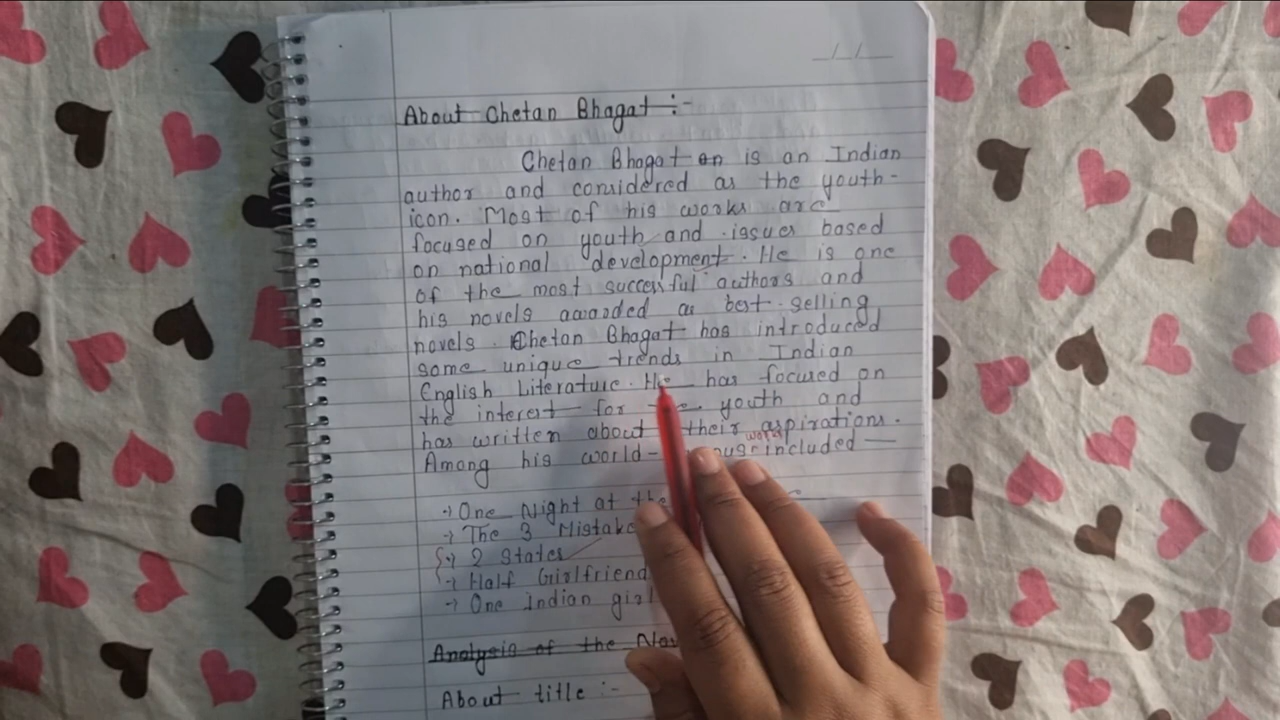 About Chetan Bhagat :-
Chetan Bhagat an is an Indian
author and considered as the youth-
icon. Most of his works are
focused on youth and issues based
on national development. He is one
of the most successful authors and
his novels awarded as best selling
novels. Chetan Bhagat has introduced
some unique trends in Indian
English Literature. He has focused on
the interest for the youth and
has written about their aspirations.
works
Among his world- included —
→ One Night at the
→ The 3 Mistake
→ 2 States
→ Half Girlfriend
→ One Indian girl
Analysis of the
About title :-